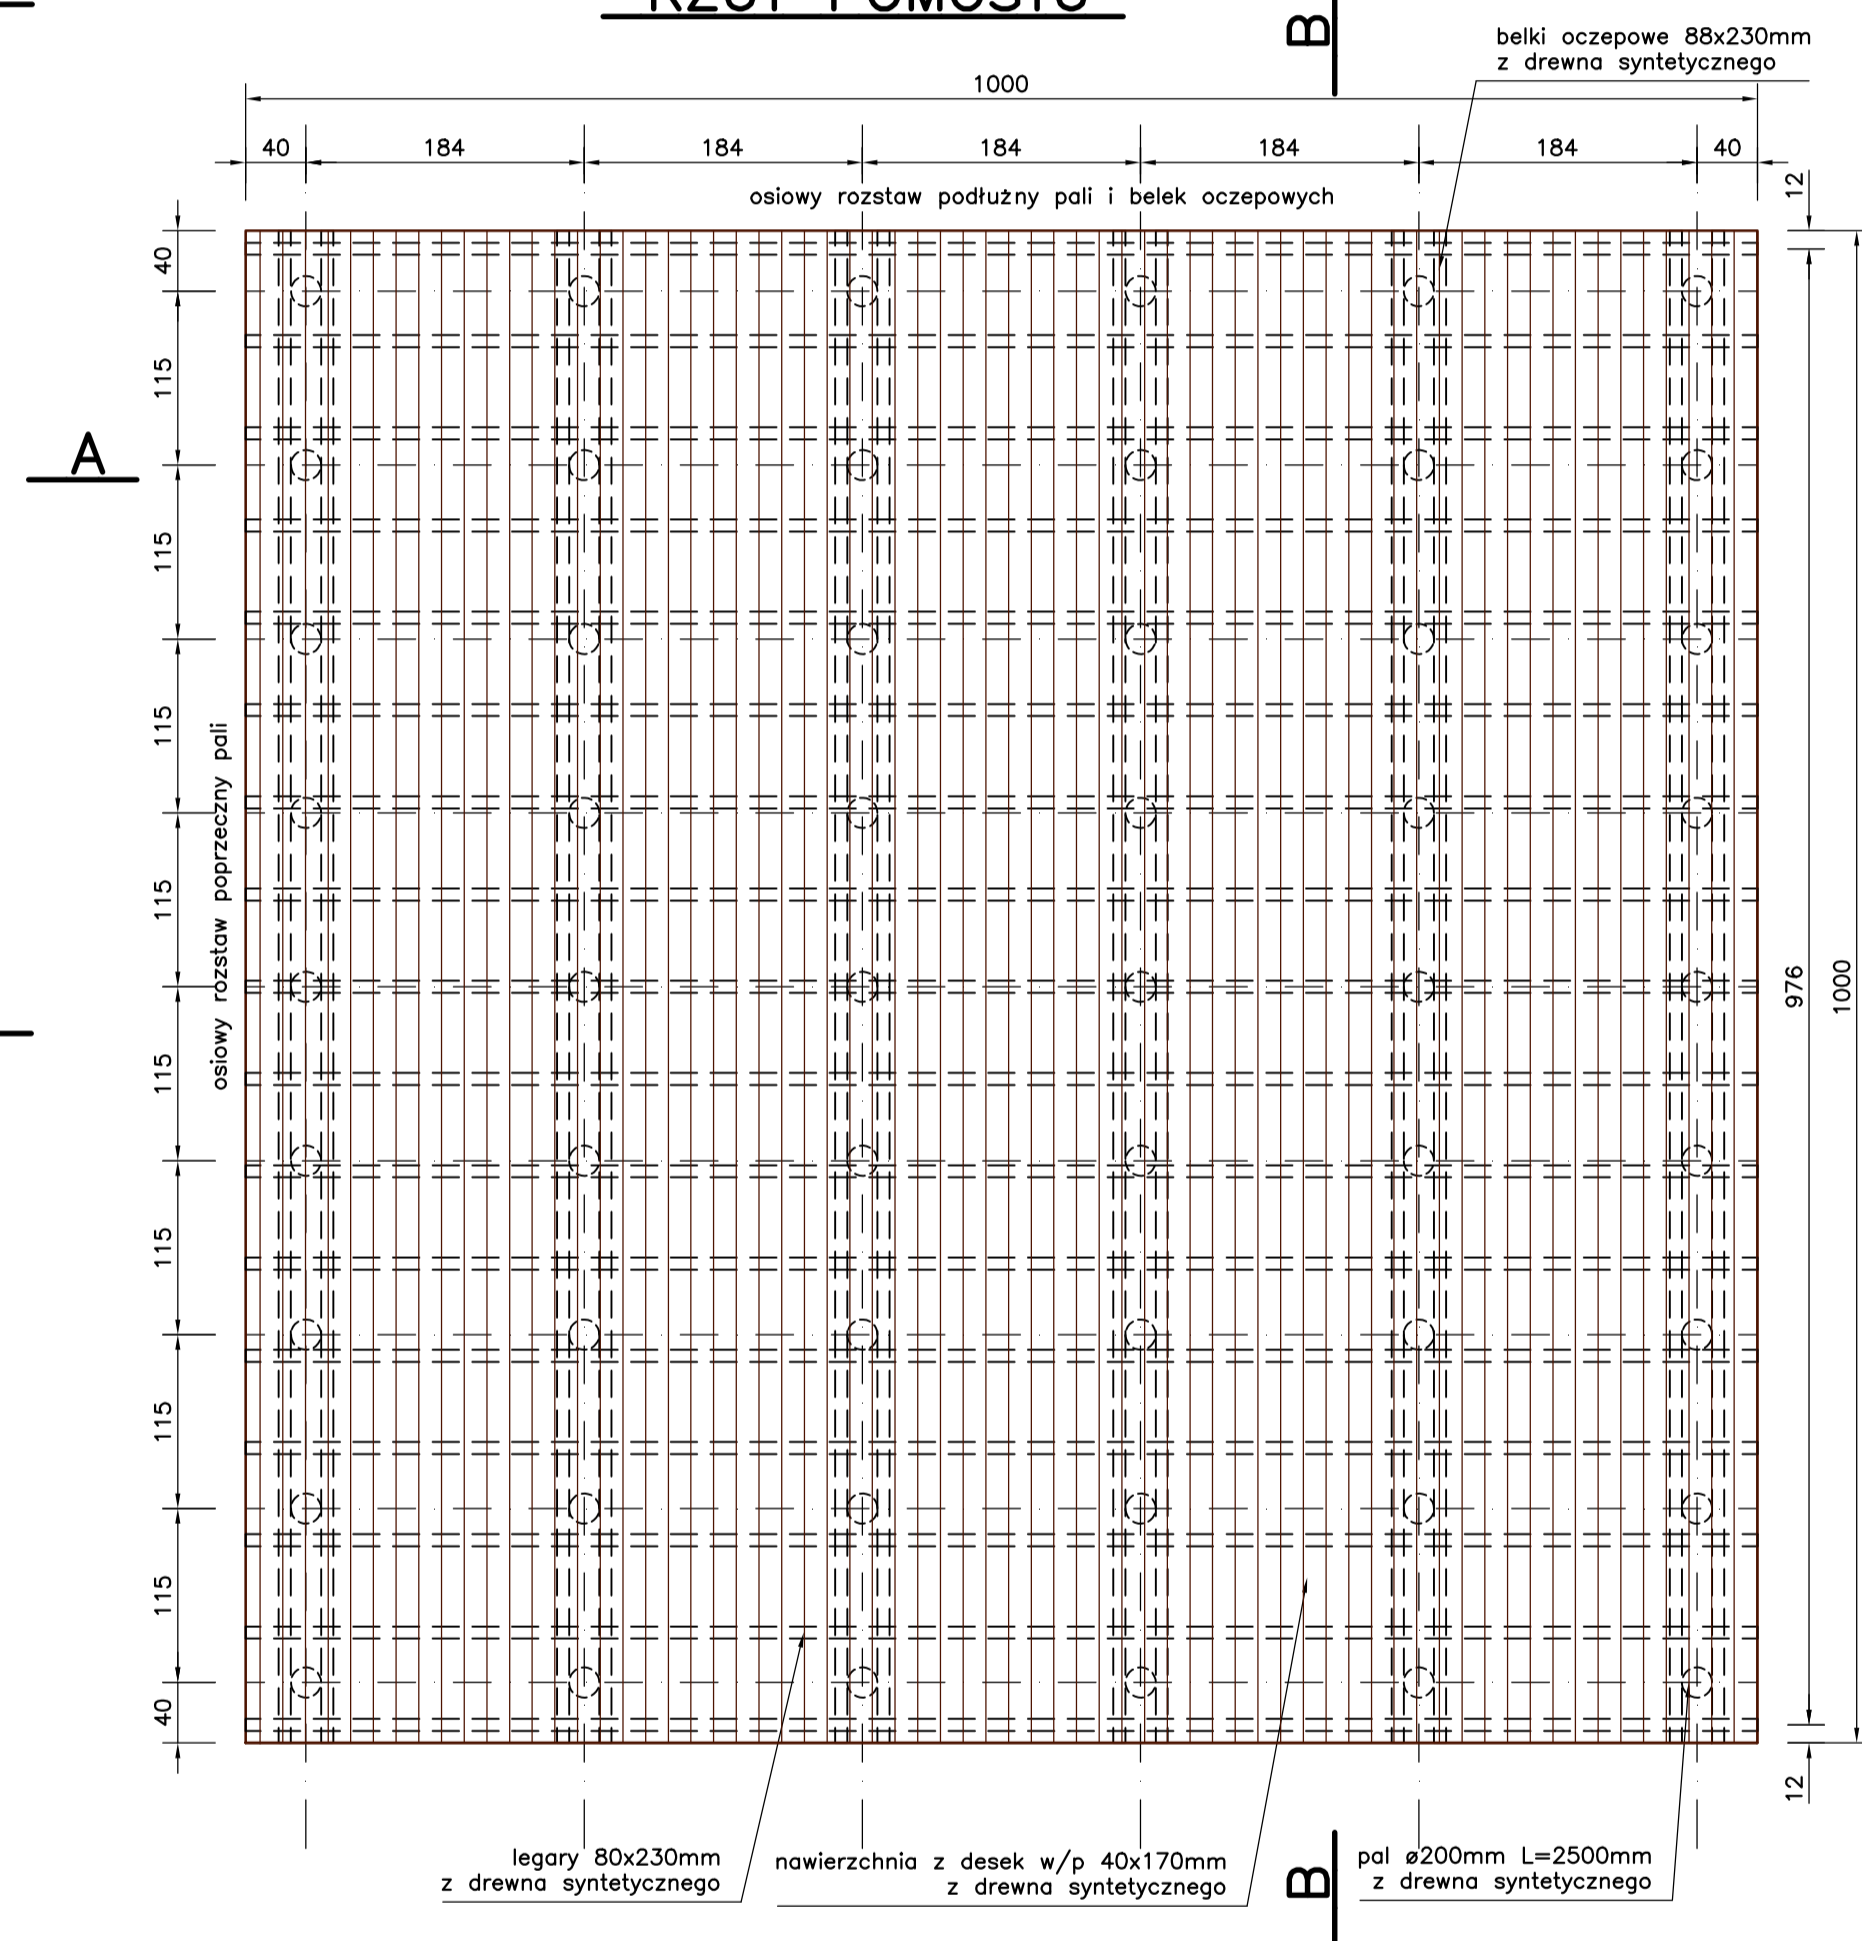 RZUT POMOSTU
B
belki oczepowe 88x230mm
z drewna syntetycznego
1000
40
184
184
184
184
184
40
12
osiowy rozstaw podłużny pali i belek oczepowych
40
115
115
115
115
115
115
115
115
40
A
osiowy rozstaw poprzeczny pali
976
1000
12
legary 80x230mm
z drewna syntetycznego
nawierzchnia z desek w/p 40x170mm
z drewna syntetycznego
B
pal ø200mm L=2500mm
z drewna syntetycznego